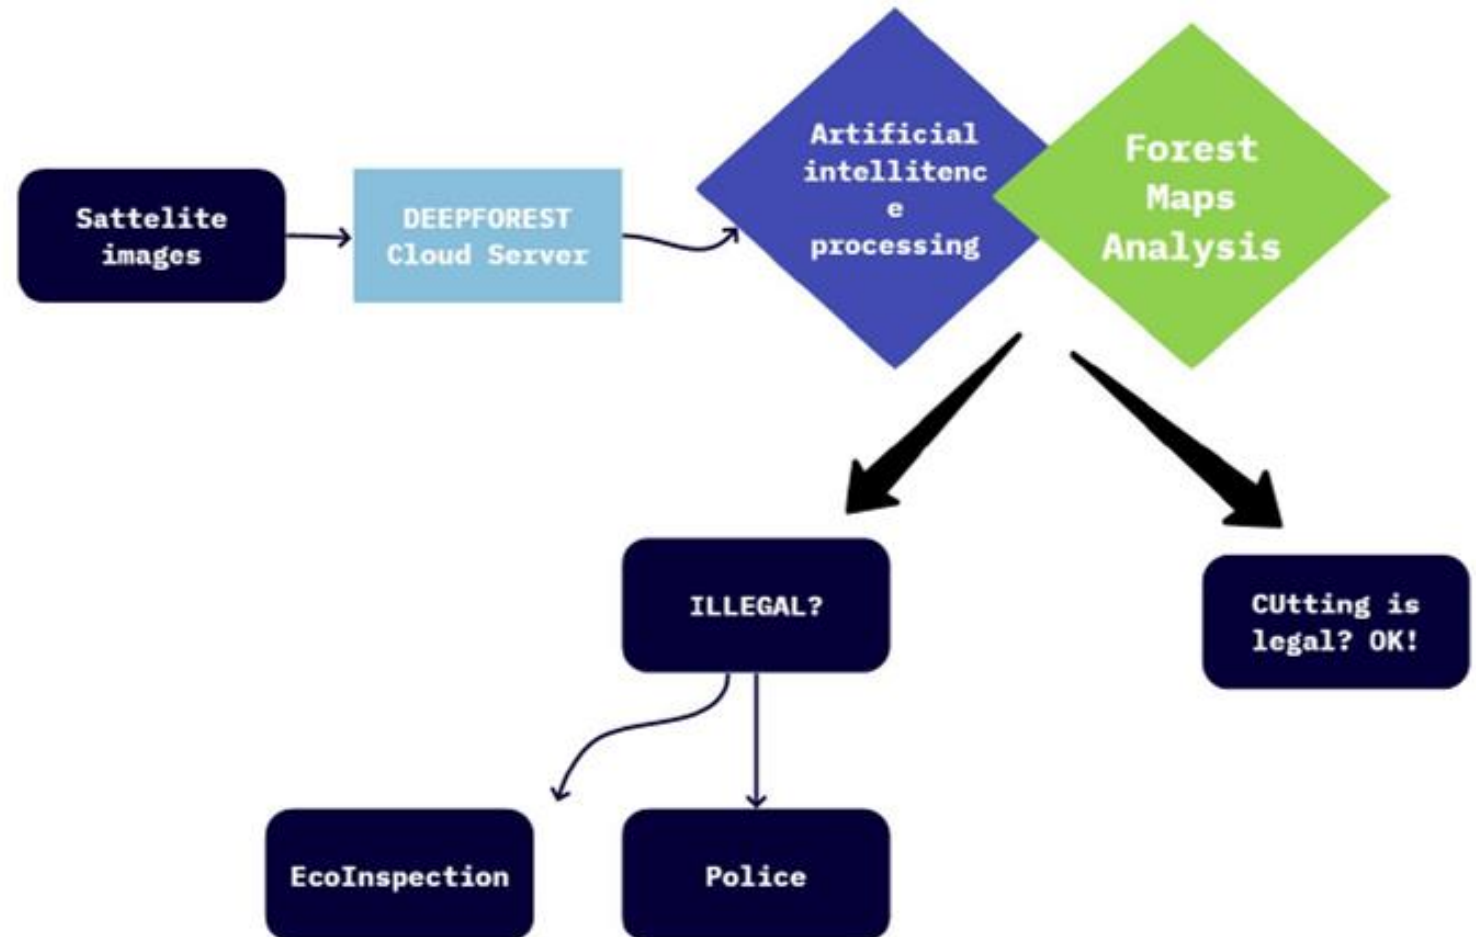 Sattelite
images
DEEPFOREST
Cloud Server
Artificial
intellitenc
e
processing
Forest
Maps
Analysis
ILLEGAL?
CUtting is
legal? OK!
EcoInspection
Police